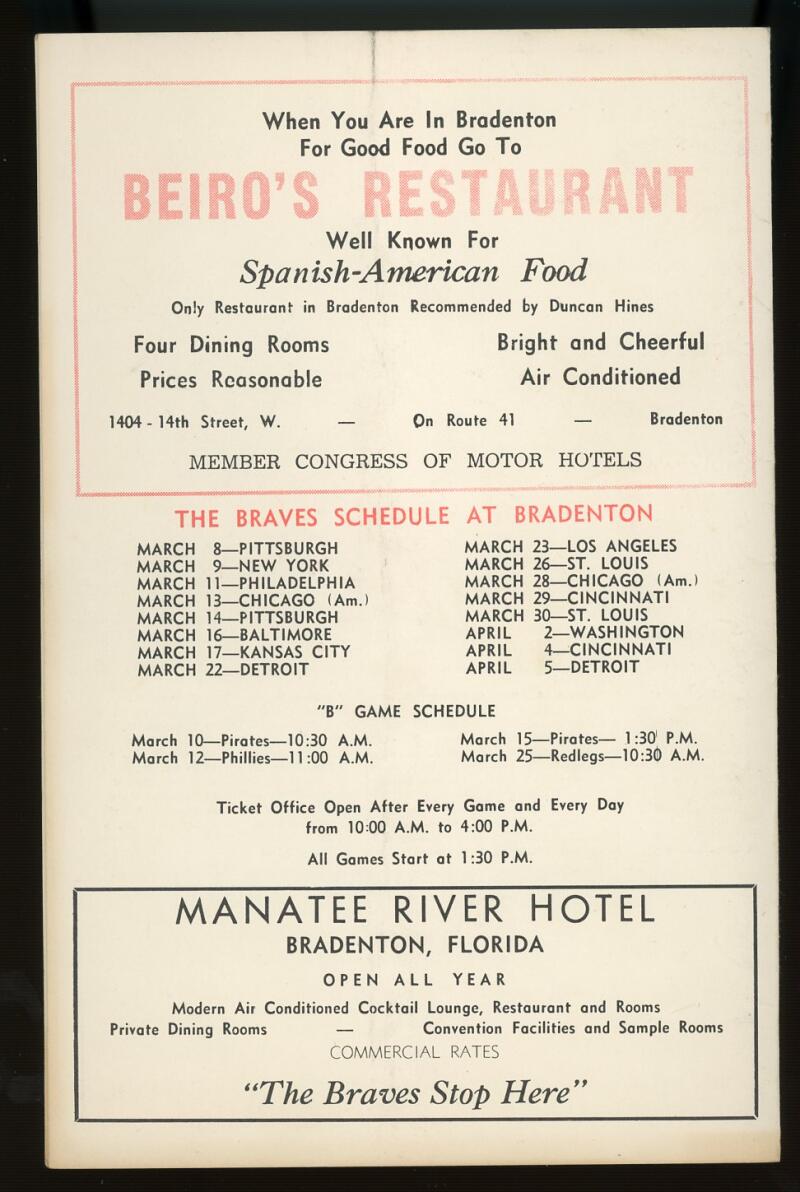 When You Are In Bradenton
For Good Food Go To
BEIRO'S RESTAURANT
Well Known For
Spanish-American Food
Only Restaurant in Bradenton Recommended by Duncan Hines
Four Dining Rooms Bright and Cheerful
Prices Reasonable Air Conditioned
1404 - 14th Street, W. — On Route 41 — Bradenton
MEMBER CONGRESS OF MOTOR HOTELS
THE BRAVES SCHEDULE AT BRADENTON
MARCH 8—PITTSBURGH
MARCH 9—NEW YORK
MARCH 11—PHILADELPHIA
MARCH 13—CHICAGO (Am.)
MARCH 14—PITTSBURGH
MARCH 16—BALTIMORE
MARCH 17—KANSAS CITY
MARCH 22—DETROIT
MARCH 23—LOS ANGELES
MARCH 26—ST. LOUIS
MARCH 28—CHICAGO (Am.)
MARCH 29—CINCINNATI
MARCH 30—ST. LOUIS
APRIL 2—WASHINGTON
APRIL 4—CINCINNATI
APRIL 5—DETROIT
"B" GAME SCHEDULE
March 10—Pirates—10:30 A.M.
March 12—Phillies—11:00 A.M.
March 15—Pirates— 1:30 P.M.
March 25—Redlegs—10:30 A.M.
Ticket Office Open After Every Game and Every Day
from 10:00 A.M. to 4:00 P.M.
All Games Start at 1:30 P.M.
MANATEE RIVER HOTEL
BRADENTON, FLORIDA
OPEN ALL YEAR
Modern Air Conditioned Cocktail Lounge, Restaurant and Rooms
Private Dining Rooms — Convention Facilities and Sample Rooms
COMMERCIAL RATES
"The Braves Stop Here"